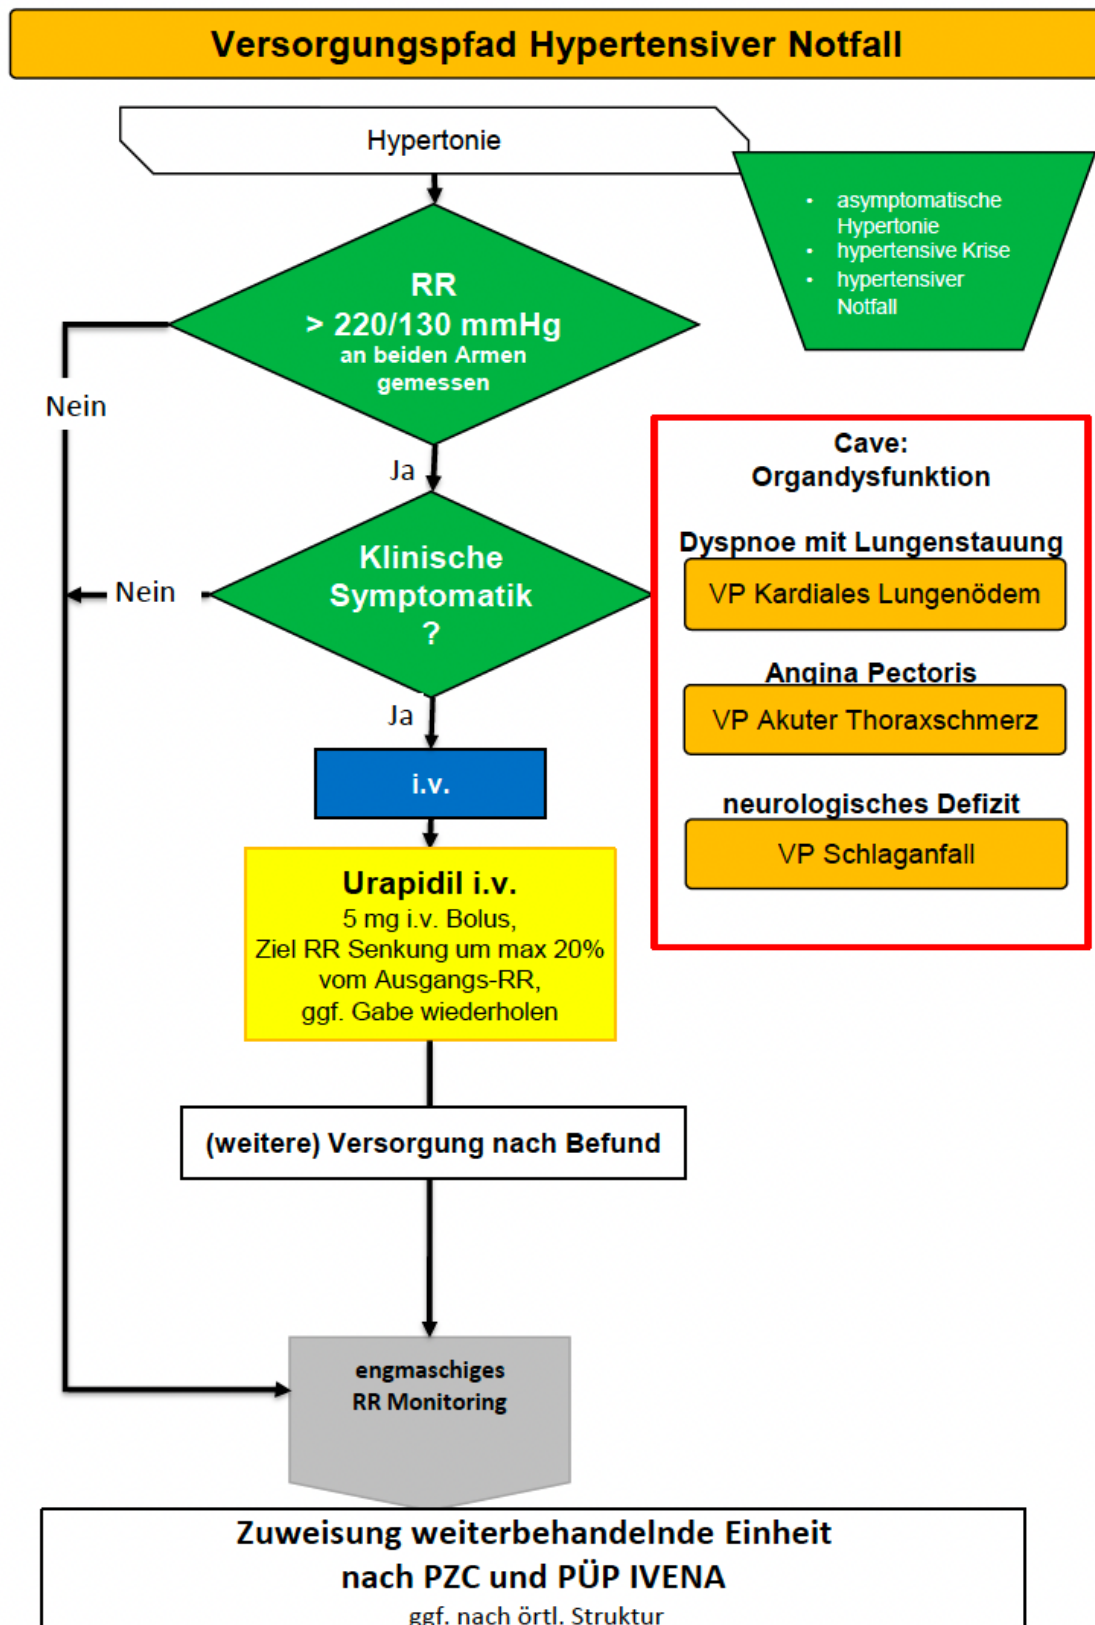 Versorgungspfad Hypertensiver Notfall
Hypertonie
• asymptomatische
Hypertonie
• hypertensive Krise
• hypertensiver
Notfall
RR
> 220/130 mmHg
an beiden Armen
gemessen
Nein
Ja
Cave:
Organdysfunktion
Dyspnoe mit Lungenstauung
VP Kardiales Lungenödem
Angina Pectoris
VP Akuter Thoraxschmerz
neurologisches Defizit
VP Schlaganfall
Klinische
Symptomatik
?
Nein
Ja
i.v.
Urapidil i.v.
5 mg i.v. Bolus,
Ziel RR Senkung um max 20%
vom Ausgangs-RR,
ggf. Gabe wiederholen
(weitere) Versorgung nach Befund
engmaschiges
RR Monitoring
Zuweisung weiterbehandelnde Einheit
nach PZC und PÜP IVENA
ggf. nach örtl. Struktur